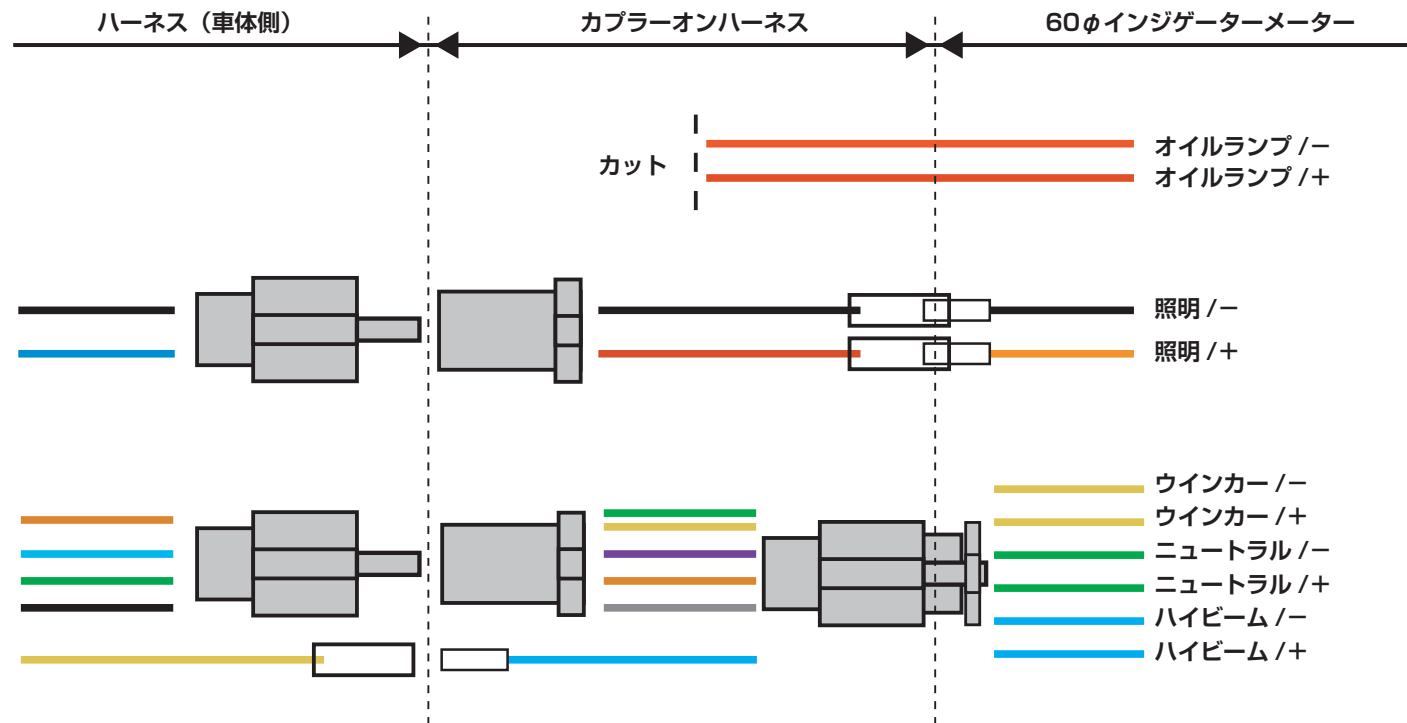 ハーネス（車体側）
カプラーオンハーネス
60φインジゲーターメーター
カット
オイルランプ /−
オイルランプ /＋
照明 /−
照明 /＋
ウインカー /−
ウインカー /＋
ニュートラル /−
ニュートラル /＋
ハイビーム /−
ハイビーム /＋